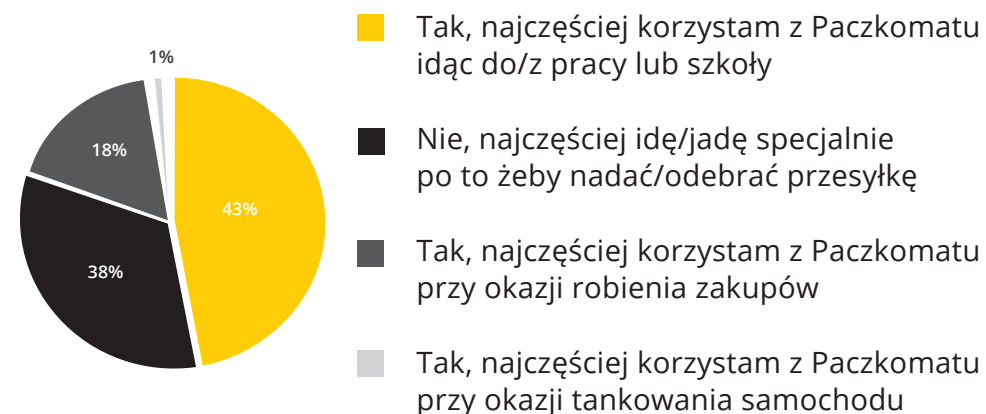 1%
18%
43%
38%
Tak, najczęściej korzystam z Paczkomatu
idąc do/z pracy lub szkoły
Nie, najczęściej idę/jadę specjalnie
po to żeby nadać/odebrać przesyłkę
Tak, najczęściej korzystam z Paczkomatu
przy okazji robienia zakupów
Tak, najczęściej korzystam z Paczkomatu
przy okazji tankowania samochodu